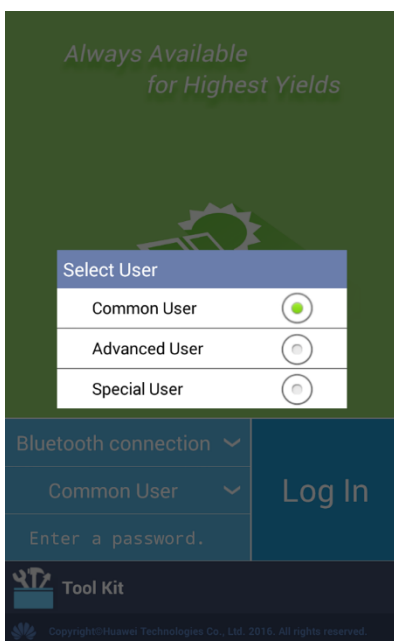 Always Available
for Highest Yields
Select User
Common User
Advanced User
Special User
Bluetooth connection
Common User
Log In
Enter a password.
Tool Kit
Copyright©Huawei Technologies Co., Ltd. 2016. All rights reserved.